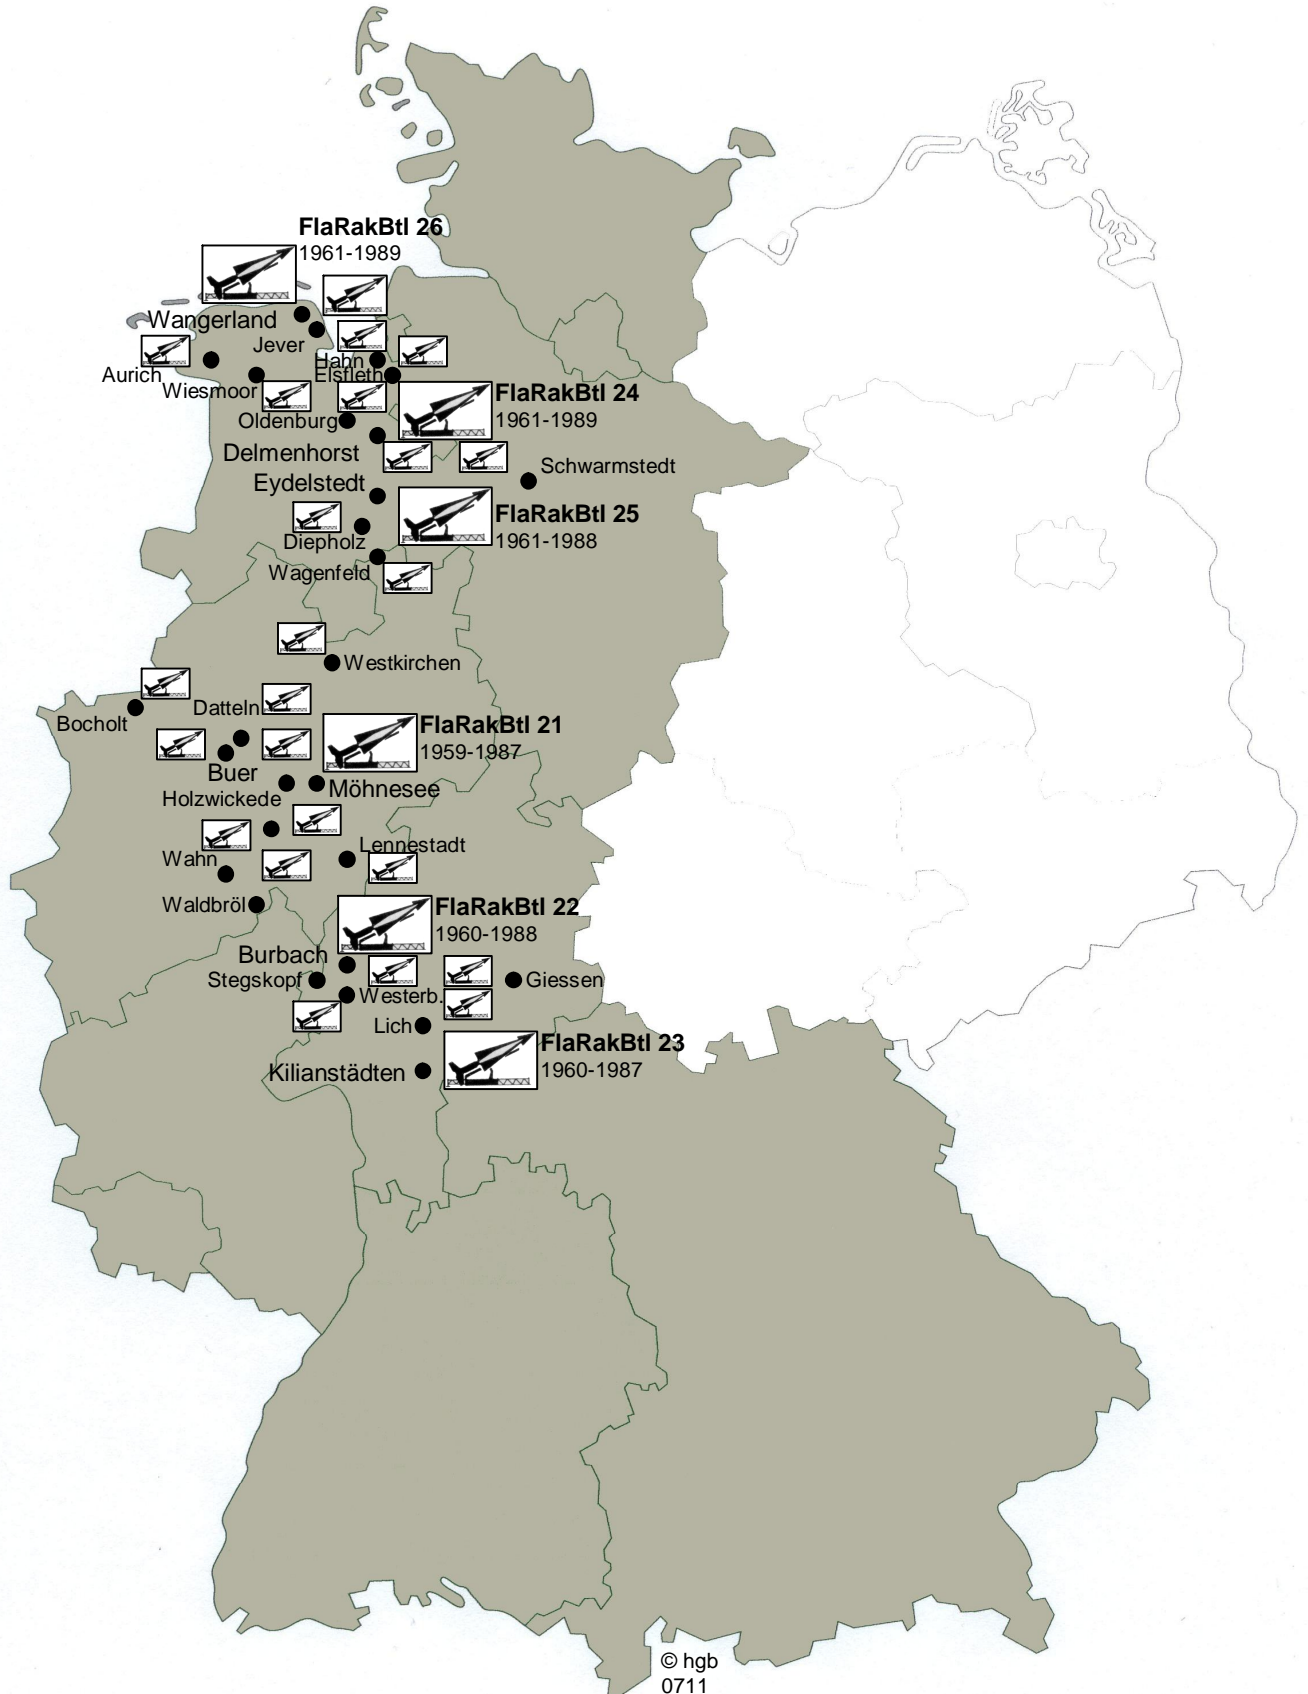 FlaRakBtl 26
1961-1989
Wangerland
Jever
Hahn
Aurich
Elsfleth
Wiesmoor
FlaRakBtl 24
1961-1989
Oldenburg
Delmenhorst
Schwarmstedt
Eydelstedt
FlaRakBtl 25
1961-1988
Diepholz
Wagenfeld
Westkirchen
Datteln
Bocholt
FlaRakBtl 21
1959-1987
Buer
Möhnesee
Holzwickede
Lennestadt
Wahn
Waldbröl
FlaRakBtl 22
1960-1988
Burbach
Stegskopf
Giessen
Westerb.
Lich
FlaRakBtl 23
1960-1987
Kilianstädten
© hgb
0711